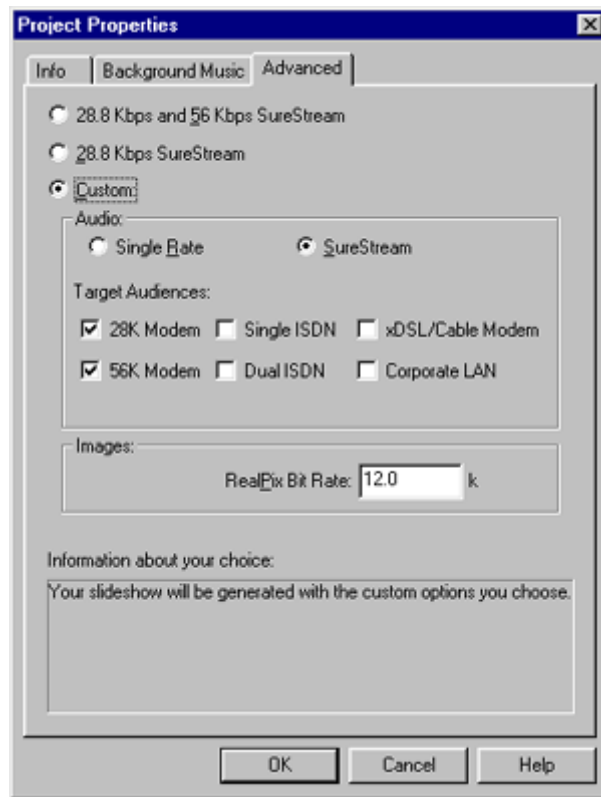 Project Properties
Info Background Music Advanced
28.8 Kbps and 56 Kbps SureStream
28.8 Kbps SureStream
Custom:
Audio:
Single Rate SureStream
Target Audiences:
28K Modem Single ISDN xDSL/Cable Modem
56K Modem Dual ISDN Corporate LAN
Images:
RealPix Bit Rate: 12.0 k
Information about your choice:
Your slideshow will be generated with the custom options you choose.
OK Cancel Help